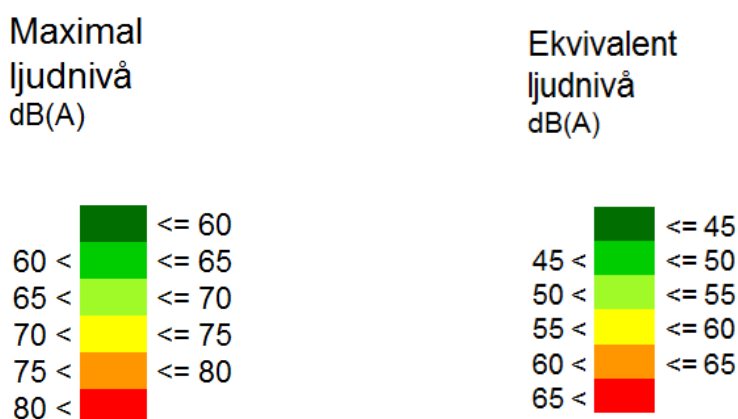 Maximal
ljudnivå
dB(A)
<= 60
60 < <= 65
65 < <= 70
70 < <= 75
75 < <= 80
80 <
Ekvivalent
ljudnivå
dB(A)
<= 45
45 < <= 50
50 < <= 55
55 < <= 60
60 < <= 65
65 <